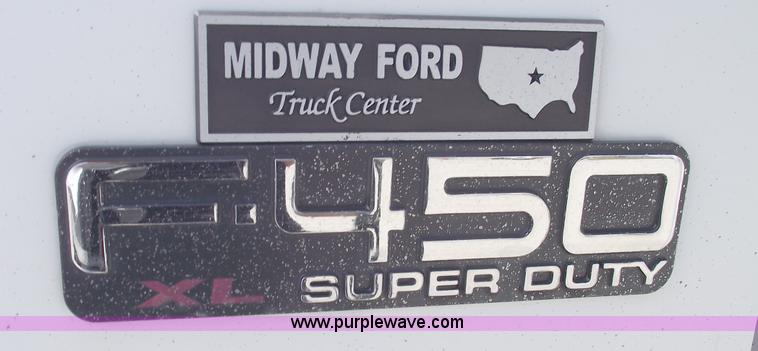 MIDWAY FORD
Truck Center
F-450
XL SUPER DUTY
www.purplewave.com